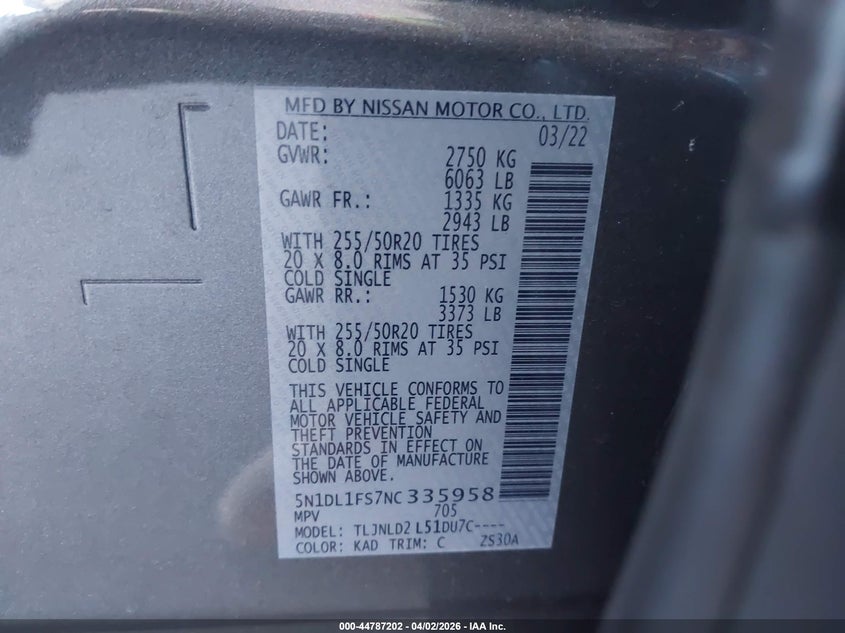 MFD BY NISSAN MOTOR CO., LTD.
DATE: 03/22
GVWR: 2750 KG
6063 LB
GAWR FR.: 1335 KG
2943 LB
WITH 255/50R20 TIRES
20 X 8.0 RIMS AT 35 PSI
COLD SINGLE
GAWR RR.: 1530 KG
3373 LB
WITH 255/50R20 TIRES
20 X 8.0 RIMS AT 35 PSI
COLD SINGLE
THIS VEHICLE CONFORMS TO
ALL APPLICABLE FEDERAL
MOTOR VEHICLE SAFETY AND
THEFT PREVENTION
STANDARDS IN EFFECT ON
THE DATE OF MANUFACTURE
SHOWN ABOVE.
5N1DL1FS7NC335958
MPV 705
MODEL: TLJNLD2 L51DU7C----
COLOR: KAD TRIM: C 2S30A
000-44787202 - 04/02/2026 - IAA Inc.